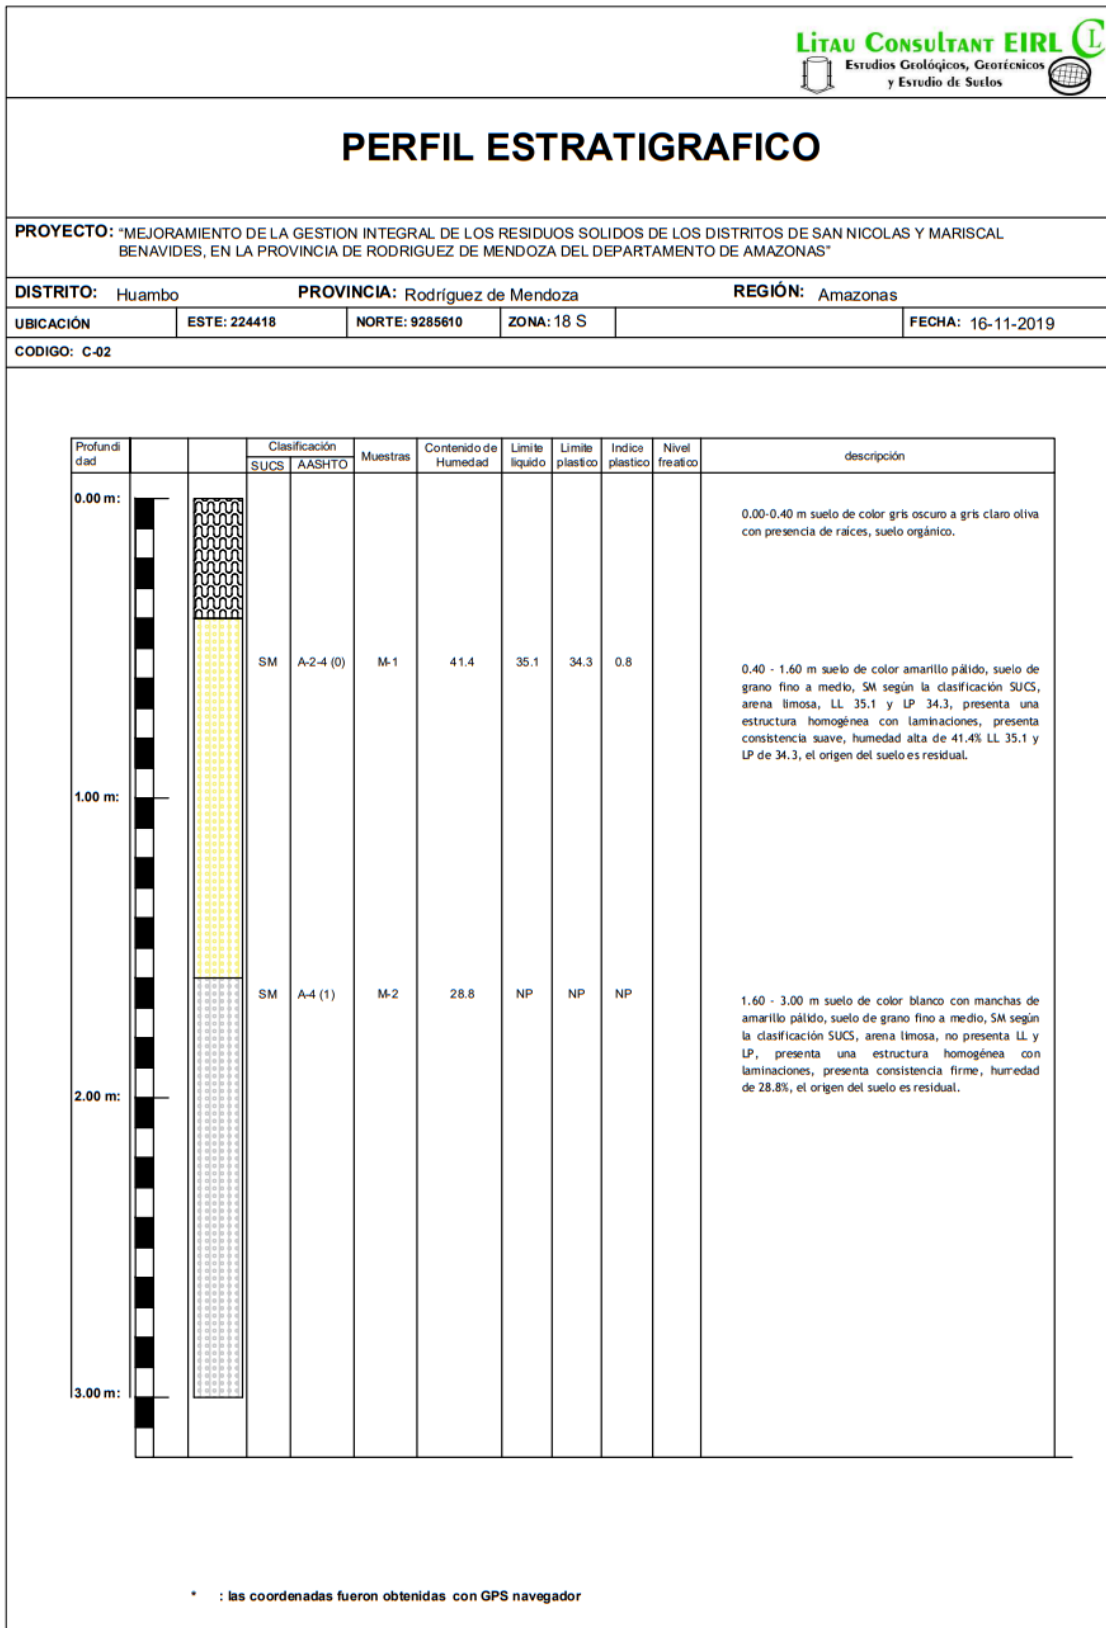 LITAU CONSULTANT EIRL
ESTUDIOS GEOLÓGICOS, GEOTÉCNICOS
Y ESTUDIO DE SUELOS
CL
PERFIL ESTRATIGRAFICO
PROYECTO: “MEJORAMIENTO DE LA GESTION INTEGRAL DE LOS RESIDUOS SOLIDOS DE LOS DISTRITOS DE SAN NICOLAS Y MARISCAL
BENAVIDES, EN LA PROVINCIA DE RODRIGUEZ DE MENDOZA DEL DEPARTAMENTO DE AMAZONAS”
DISTRITO: Huambo PROVINCIA: Rodríguez de Mendoza REGIÓN: Amazonas
UBICACIÓN ESTE: 224418 NORTE: 9285610 ZONA: 18 S FECHA: 16-11-2019
CODIGO: C-02
Profundi
dad
Clasificación
SUCS AASHTO
Muestras
Contenido de
Humedad
Limite
liquido
Limite
plastico
Indice
plastico
Nivel
freatico
descripción
0.00 m:
0.00-0.40 m suelo de color gris oscuro a gris claro oliva
con presencia de raíces, suelo orgánico.
SM A-2-4 (0) M-1 41.4 35.1 34.3 0.8
0.40 - 1.60 m suelo de color amarillo pálido, suelo de
grano fino a medio, SM según la clasificación SUCS,
arena limosa, LL 35.1 y LP 34.3, presenta una
estructura homogénea con laminaciones, presenta
consistencia suave, humedad alta de 41.4% LL 35.1 y
LP de 34.3, el origen del suelo es residual.
1.00 m:
SM A-4 (1) M-2 28.8 NP NP NP
1.60 - 3.00 m suelo de color blanco con manchas de
amarillo pálido, suelo de grano fino a medio, SM según
la clasificación SUCS, arena limosa, no presenta LL y
LP, presenta una estructura homogénea con
laminaciones, presenta consistencia firme, humedad
de 28.8%, el origen del suelo es residual.
2.00 m:
3.00 m:
* : las coordenadas fueron obtenidas con GPS navegador